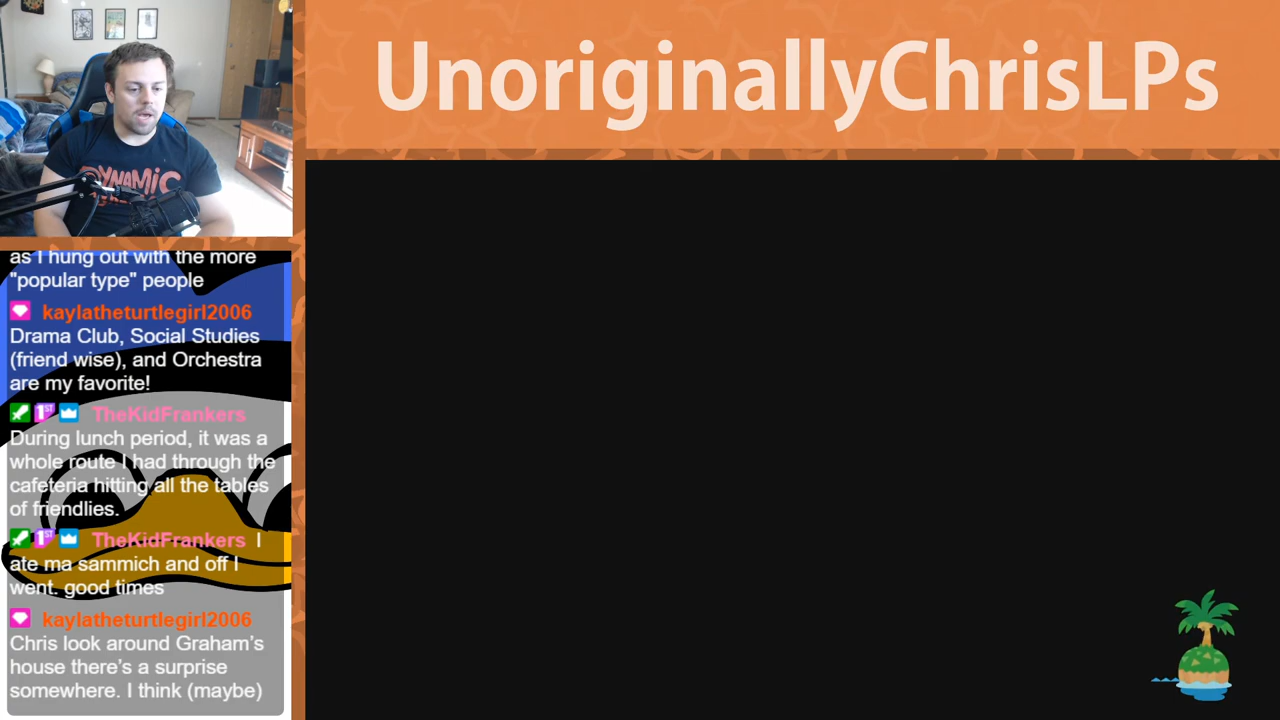 UnoriginallyChrisLPs
DYNAMIC
as I hung out with the more
"popular type" people
kaylatheturtlegirl2006
Drama Club, Social Studies
(friend wise), and Orchestra
are my favorite!
1ST TheKidFrankers
During lunch period, it was a
whole route I had through the
cafeteria hitting all the tables
of friendlies.
1ST TheKidFrankers I
ate ma sammich and off I
went. good times
kaylatheturtlegirl2006
Chris look around Graham's
house there's a surprise
somewhere. I think (maybe)